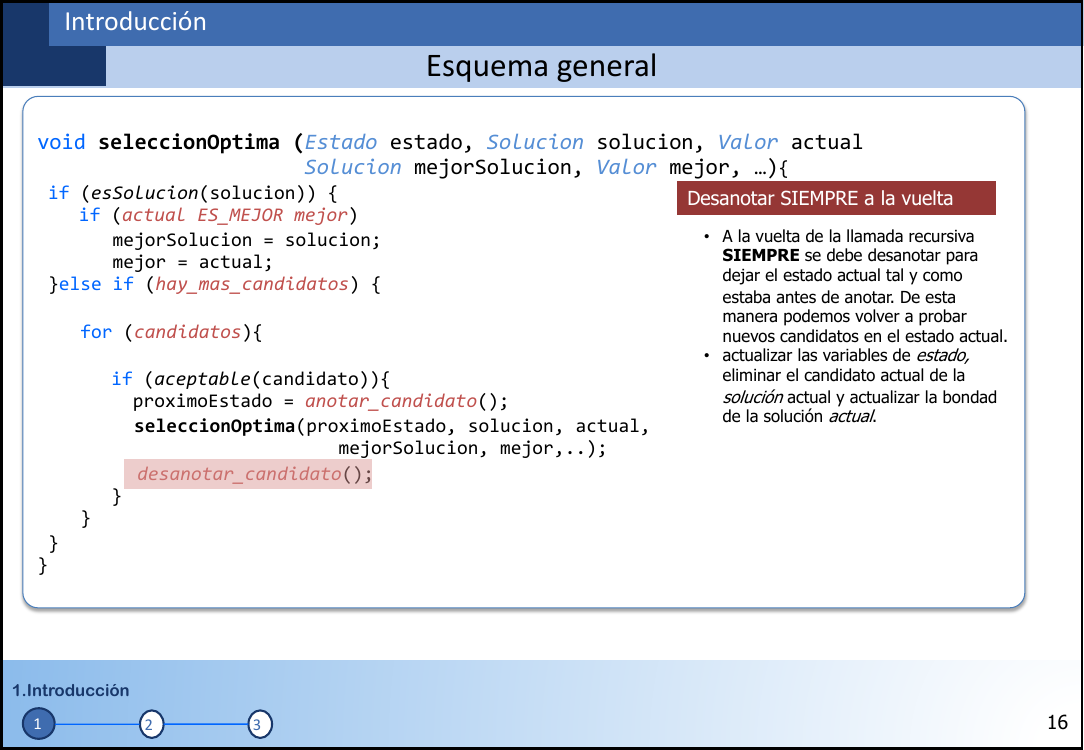 Introducción
Esquema general
void seleccionOptima (Estado estado, Solucion solucion, Valor actual
Solucion mejorSolucion, Valor mejor, …){
if (esSolucion(solucion)) {
if (actual ES_MEJOR mejor)
mejorSolucion = solucion;
mejor = actual;
}else if (hay_mas_candidatos) {
for (candidatos){
if (aceptable(candidato)){
proximoEstado = anotar_candidato();
seleccionOptima(proximoEstado, solucion, actual,
mejorSolucion, mejor,..);
desanotar_candidato();
}
}
}
}
Desanotar SIEMPRE a la vuelta
• A la vuelta de la llamada recursiva
SIEMPRE se debe desanotar para
dejar el estado actual tal y como
estaba antes de anotar. De esta
manera podemos volver a probar
nuevos candidatos en el estado actual.
• actualizar las variables de estado,
eliminar el candidato actual de la
solución actual y actualizar la bondad
de la solución actual.
1.Introducción
1 2 3
16